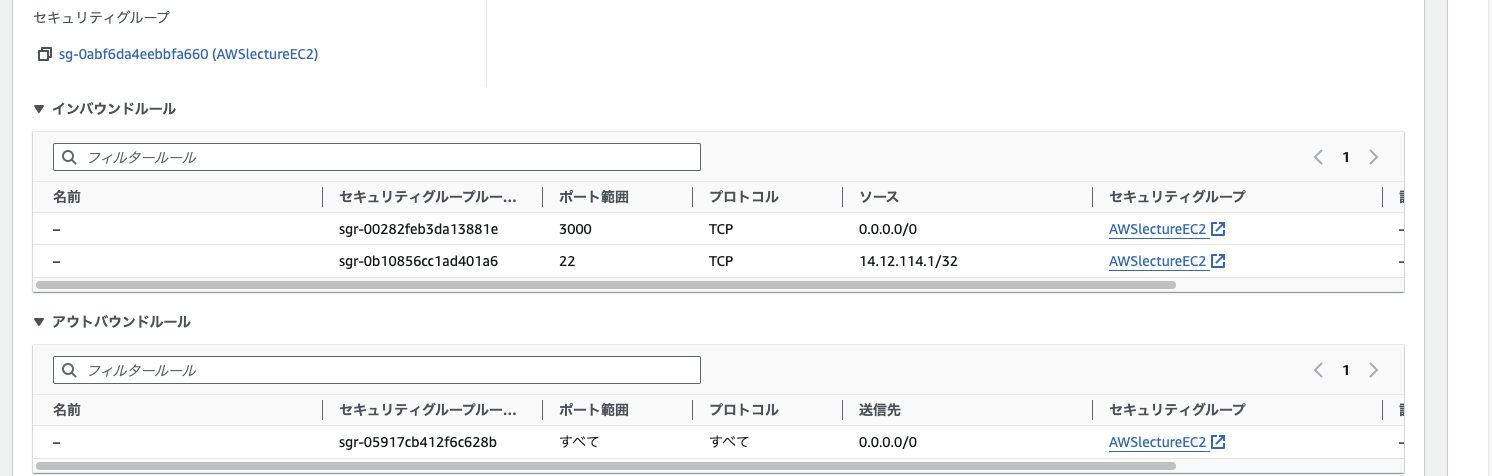 セキュリティグループ
sg-0abf6da4eebbfa660 (AWSlectureEC2)
▼ インバウンドルール
フィルタールール
1
名前 セキュリティグループルー... ポート範囲 プロトコル ソース セキュリティグループ
– sgr-00282feb3da13881e 3000 TCP 0.0.0.0/0 AWSlectureEC2 –
– sgr-0b10856cc1ad401a6 22 TCP 14.12.114.1/32 AWSlectureEC2 –
▼ アウトバウンドルール
フィルタールール
1
名前 セキュリティグループルー... ポート範囲 プロトコル 送信先 セキュリティグループ
– sgr-05917cb412f6c628b すべて すべて 0.0.0.0/0 AWSlectureEC2 –